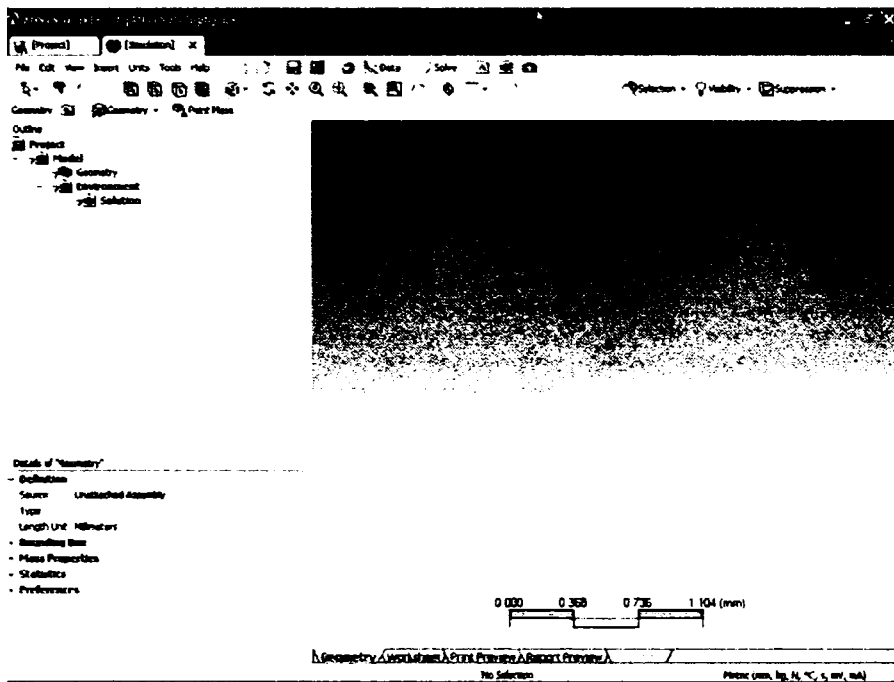 [Project] [Simulation] X
File Edit View Insert Units Tools Help Data Solve
Selection Visibility Suppression
Geometry Geometry Point Mass
Outline
Project
Model
Geometry
Environment
Solution
Details of "Geometry"
Definition
Source Unattached Assembly
Type
Length Unit Millimeters
Bounding Box
Mass Properties
Statistics
Preferences
0.000 0.368 0.736 1.104 (mm)
Geometry Worksheet Print Preview Report Preview
No Selection Metric (mm, kg, N, °C, s, mV, mA)